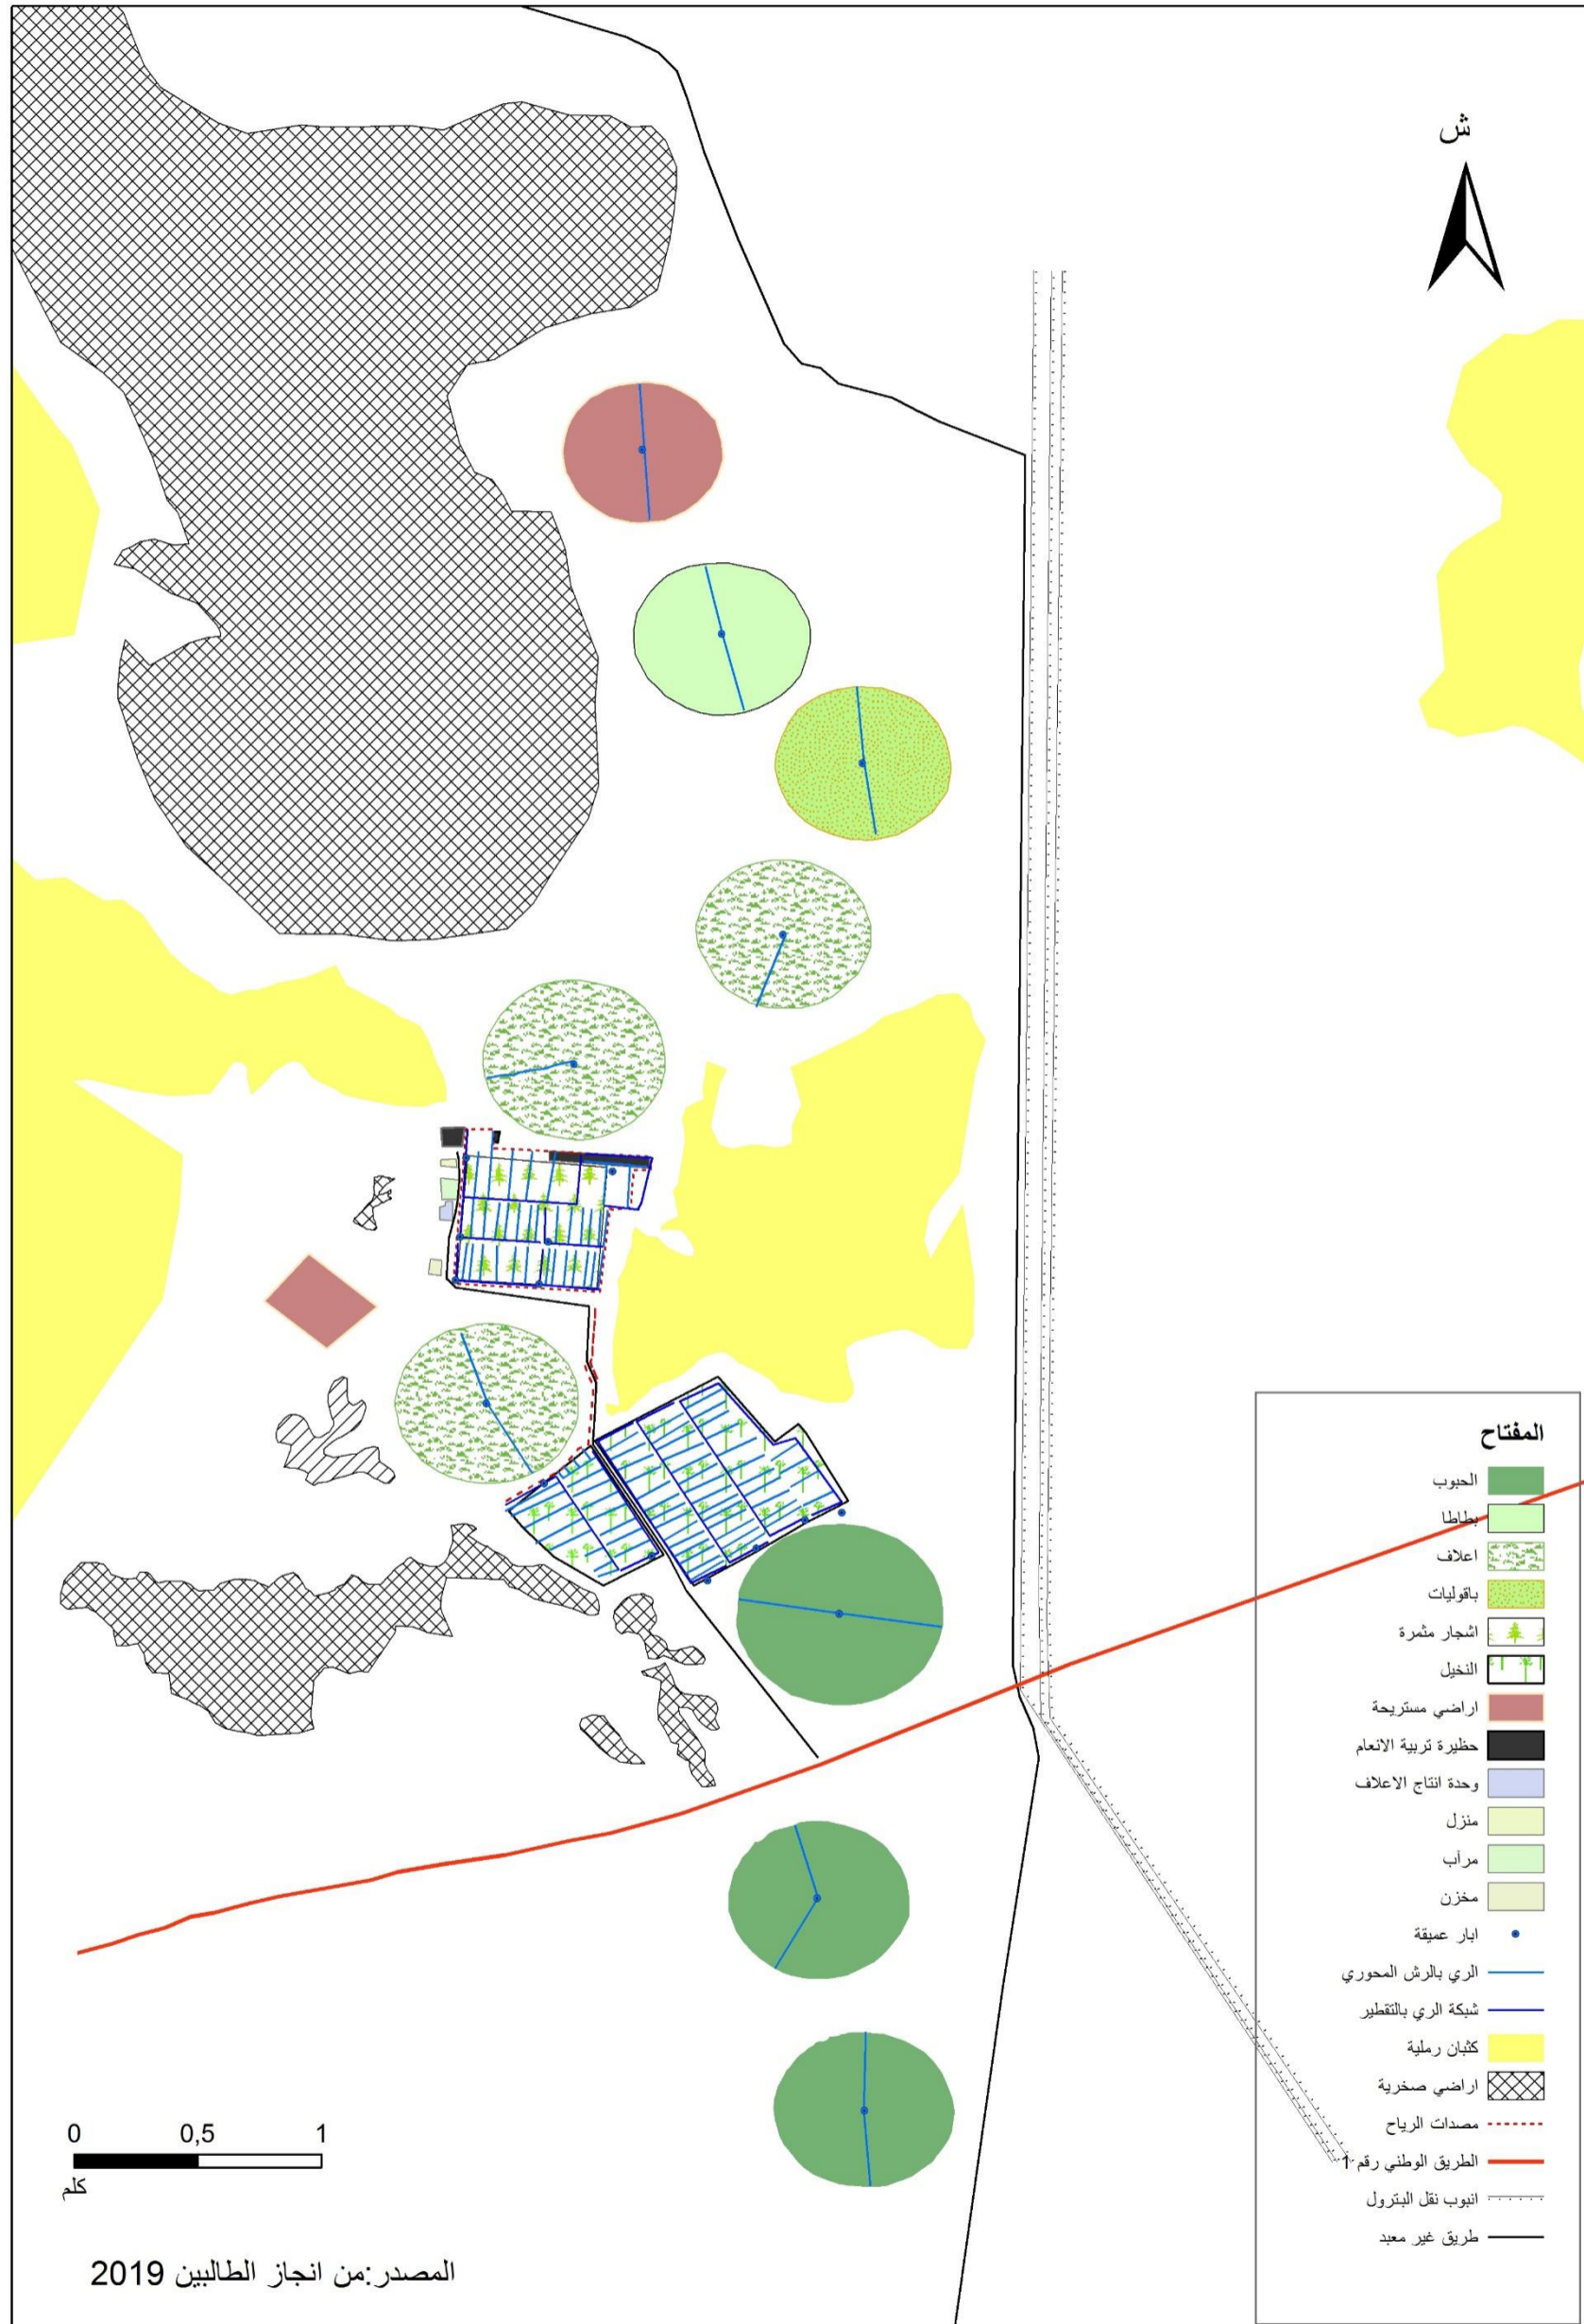 ش
المفتاح
الحبوب
بطاطا
اعلاف
باقوليات
اشجار مثمرة
النخيل
اراضي مستريحة
حظيرة تربية الانعام
وحدة انتاج الاعلاف
منزل
مرآب
مخزن
ابار عميقة
الري بالرش المحوري
شبكة الري بالتقطير
كثبان رملية
اراضي صخرية
مصدات الرياح
الطريق الوطني رقم 1
انبوب نقل البترول
طريق غير معبد
0 0,5 1
كلم
المصدر:من انجاز الطالبين 2019